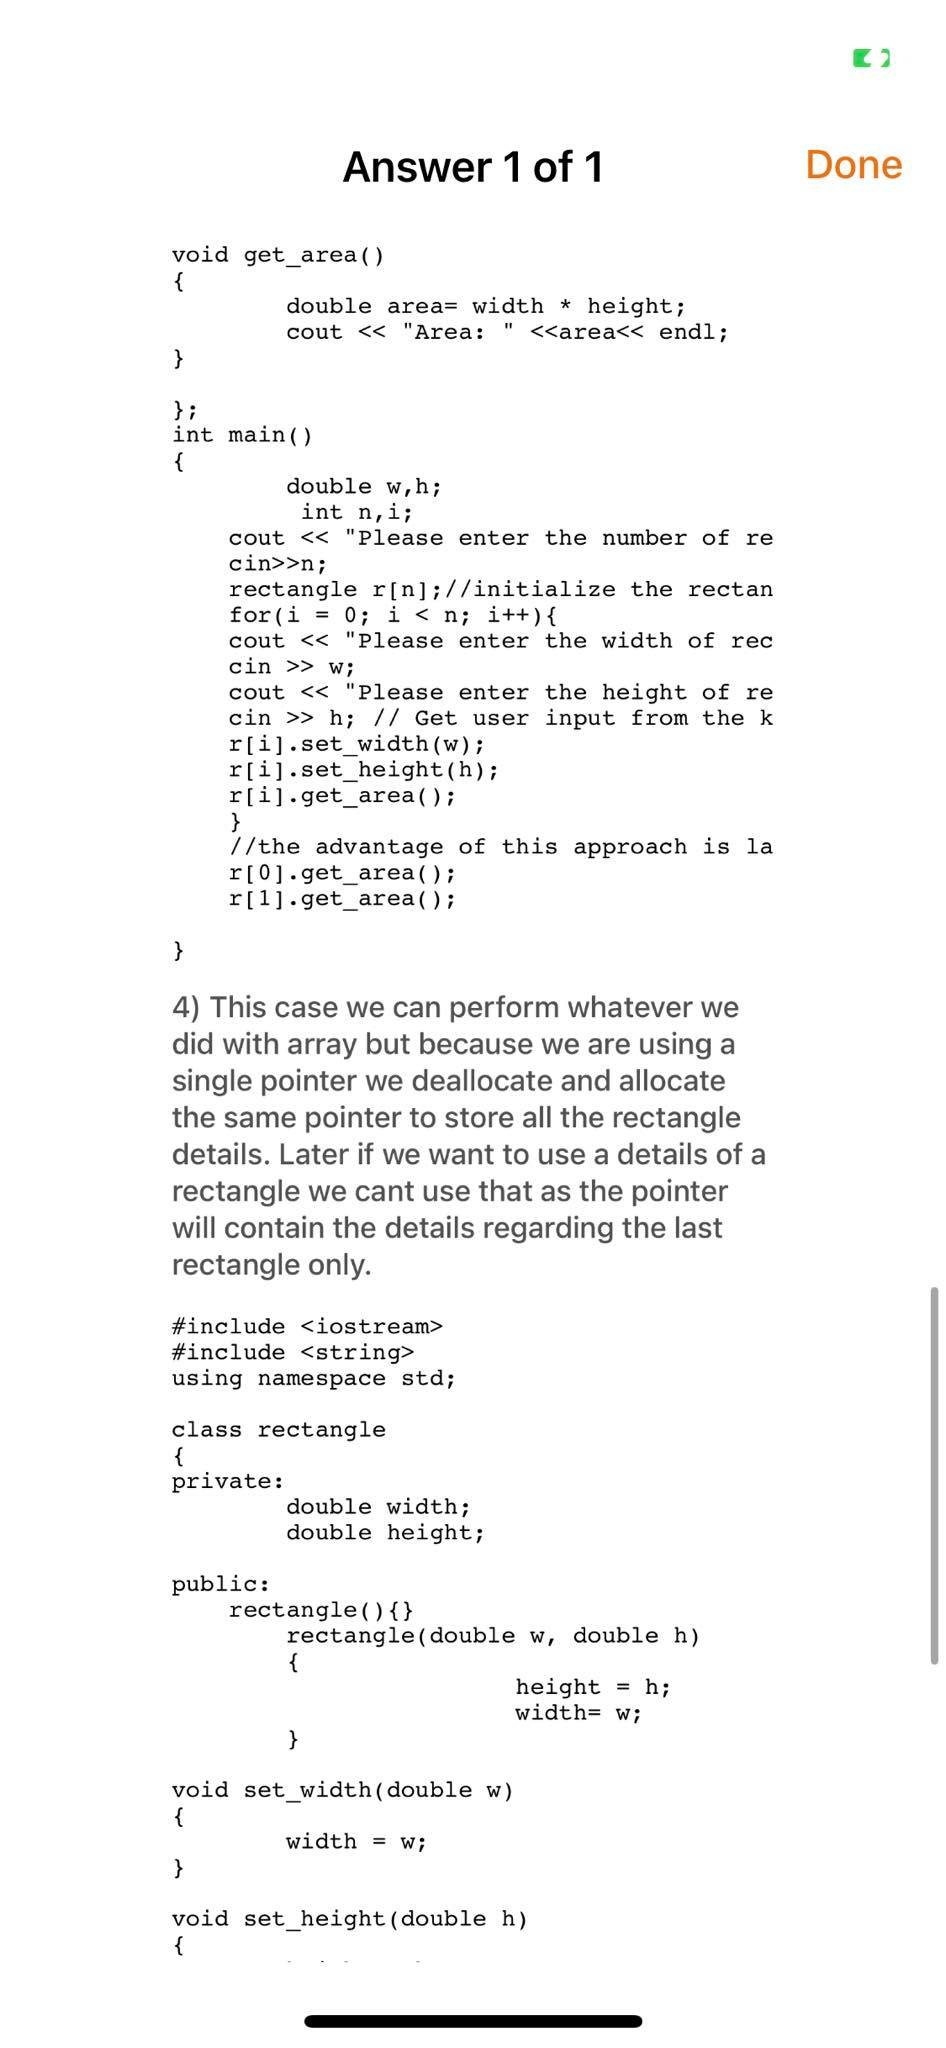 Answer 1 of 1
Done
void get_area()
{
double area= width * height;
cout << "Area: " <<area<< endl;
}
};
int main()
{
double w,h;
int n,i;
cout << "Please enter the number of re
cin>>n;
rectangle r[n];//initialize the rectan
for(i = 0; i < n; i++){
cout << "Please enter the width of rec
cin >> w;
cout << "Please enter the height of re
cin >> h; // Get user input from the k
r[i].set_width(w);
r[i].set_height(h);
r[i].get_area();
}
//the advantage of this approach is la
r[0].get_area();
r[1].get_area();
}
4) This case we can perform whatever we
did with array but because we are using a
single pointer we deallocate and allocate
the same pointer to store all the rectangle
details. Later if we want to use a details of a
rectangle we cant use that as the pointer
will contain the details regarding the last
rectangle only.
#include <iostream>
#include <string>
using namespace std;
class rectangle
{
private:
double width;
double height;
public:
rectangle(){}
rectangle(double w, double h)
{
height = h;
width= w;
}
void set_width(double w)
{
width = w;
}
void set_height(double h)
{